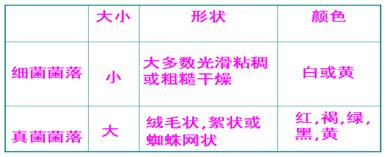 大小 形状 颜色
细菌菌落 小 大多数光滑粘稠 白或黄
或粗糙干燥
真菌菌落 大 绒毛状,絮状或 红,褐,绿,
蜘蛛网状 黑,黄